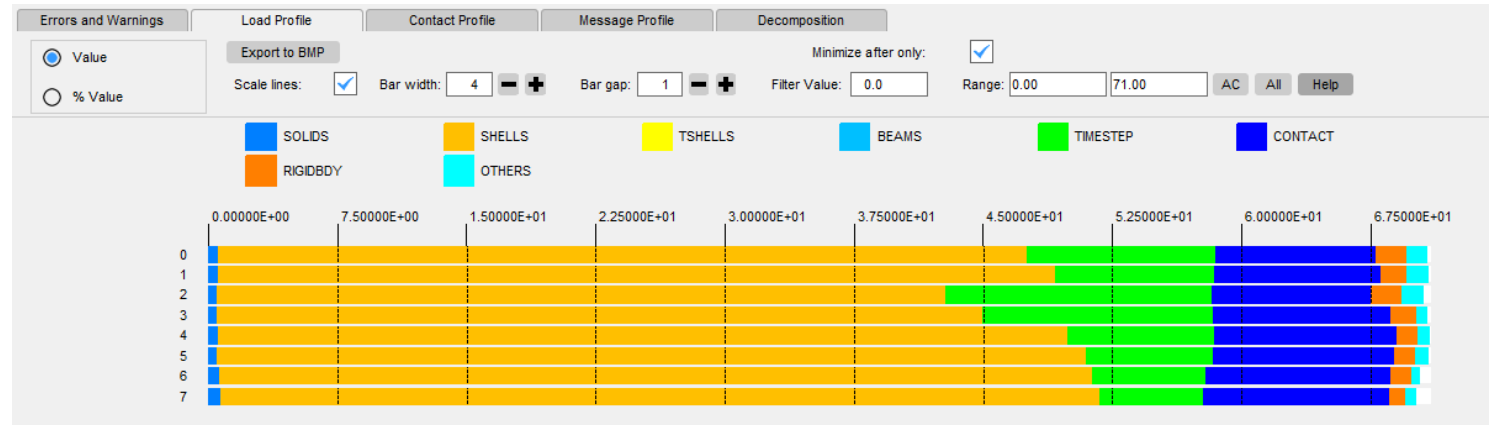 Errors and Warnings Load Profile Contact Profile Message Profile Decomposition
Value Export to BMP Minimize after only:
% Value Scale lines: Bar width: 4 Bar gap: 1 Filter Value: 0.0 Range: 0.00 71.00 AC All Help
SOLIDS SHELLS TSHELLS BEAMS TIMESTEP CONTACT
RIGIDBDY OTHERS
0.00000E+00 7.50000E+00 1.50000E+01 2.25000E+01 3.00000E+01 3.75000E+01 4.50000E+01 5.25000E+01 6.00000E+01 6.75000E+01
0
1
2
3
4
5
6
7